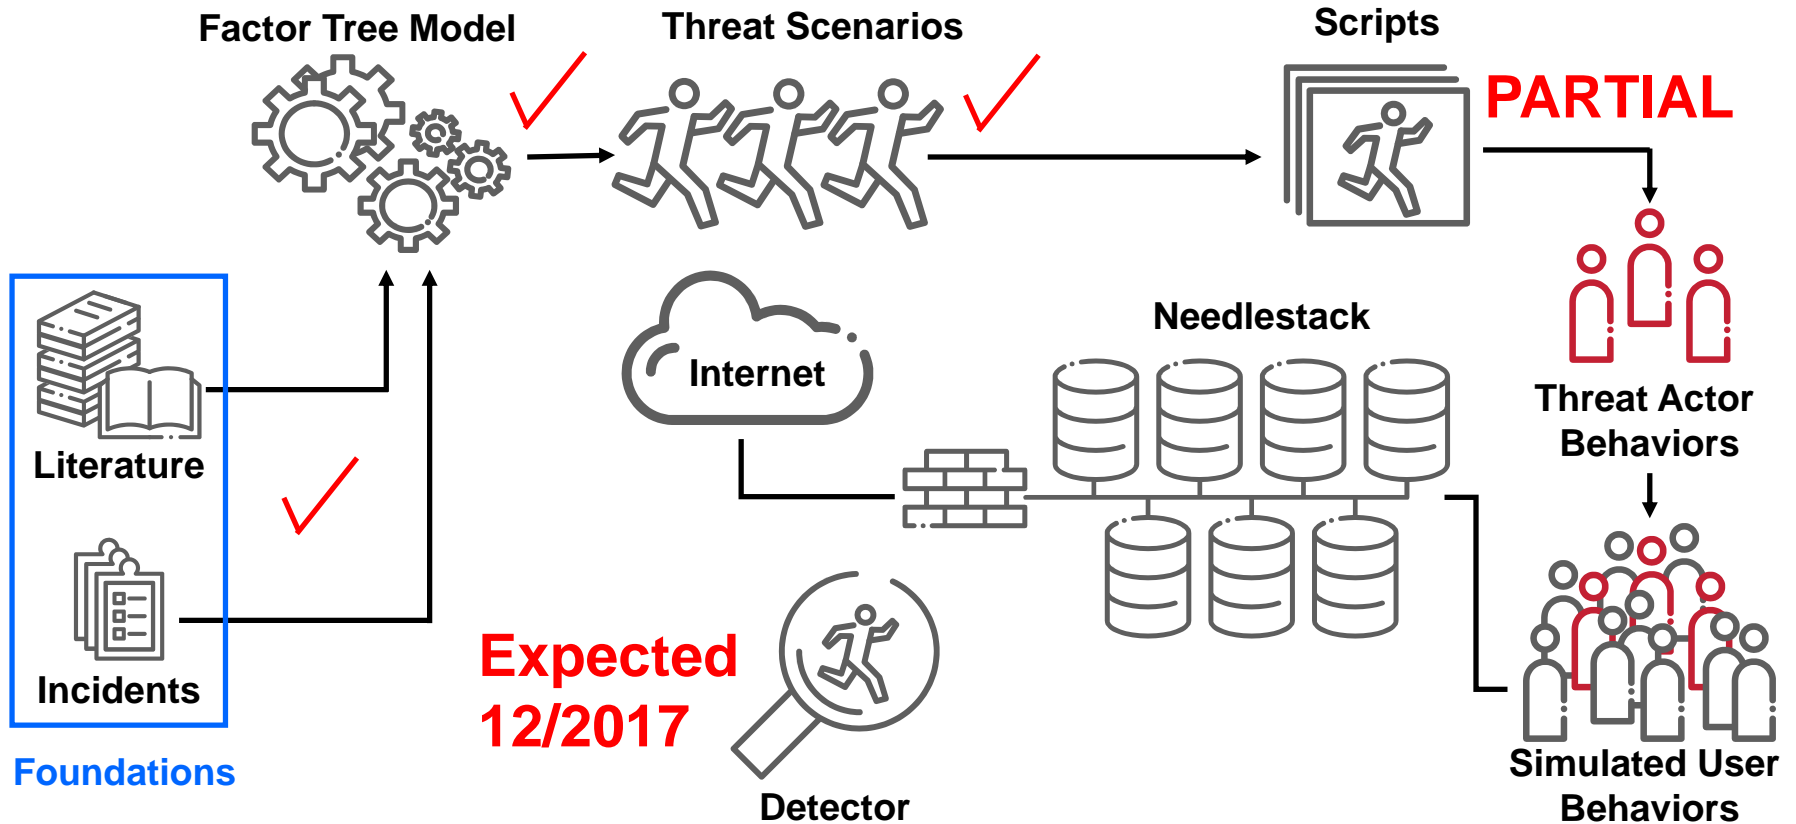 Factor Tree Model
Threat Scenarios
Scripts
PARTIAL
Internet
Needlestack
Threat Actor
Behaviors
Literature
Incidents
Foundations
Expected
12/2017
Detector
Simulated User
Behaviors